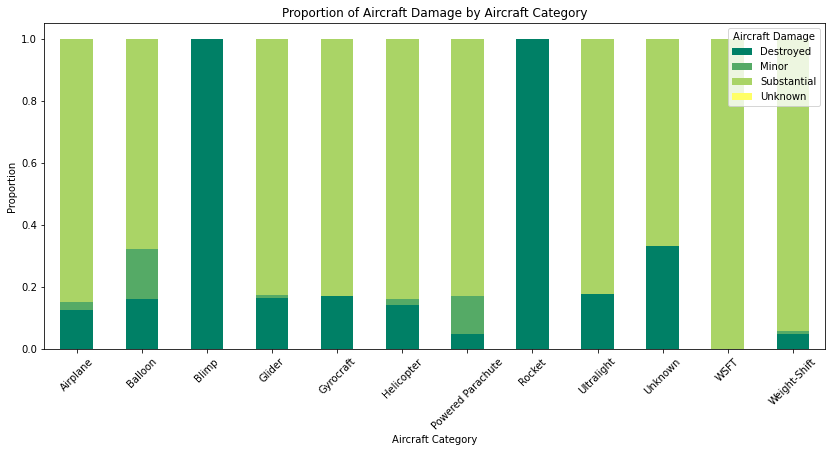 Proportion of Aircraft Damage by Aircraft Category
Aircraft Damage
Destroyed
Minor
Substantial
Unknown
Proportion
1.0
0.8
0.6
0.4
0.2
0.0
Airplane
Balloon
Blimp
Glider
Gyrocraft
Helicopter
Powered Parachute
Rocket
Ultralight
Unknown
WSFT
Weight-Shift
Aircraft Category